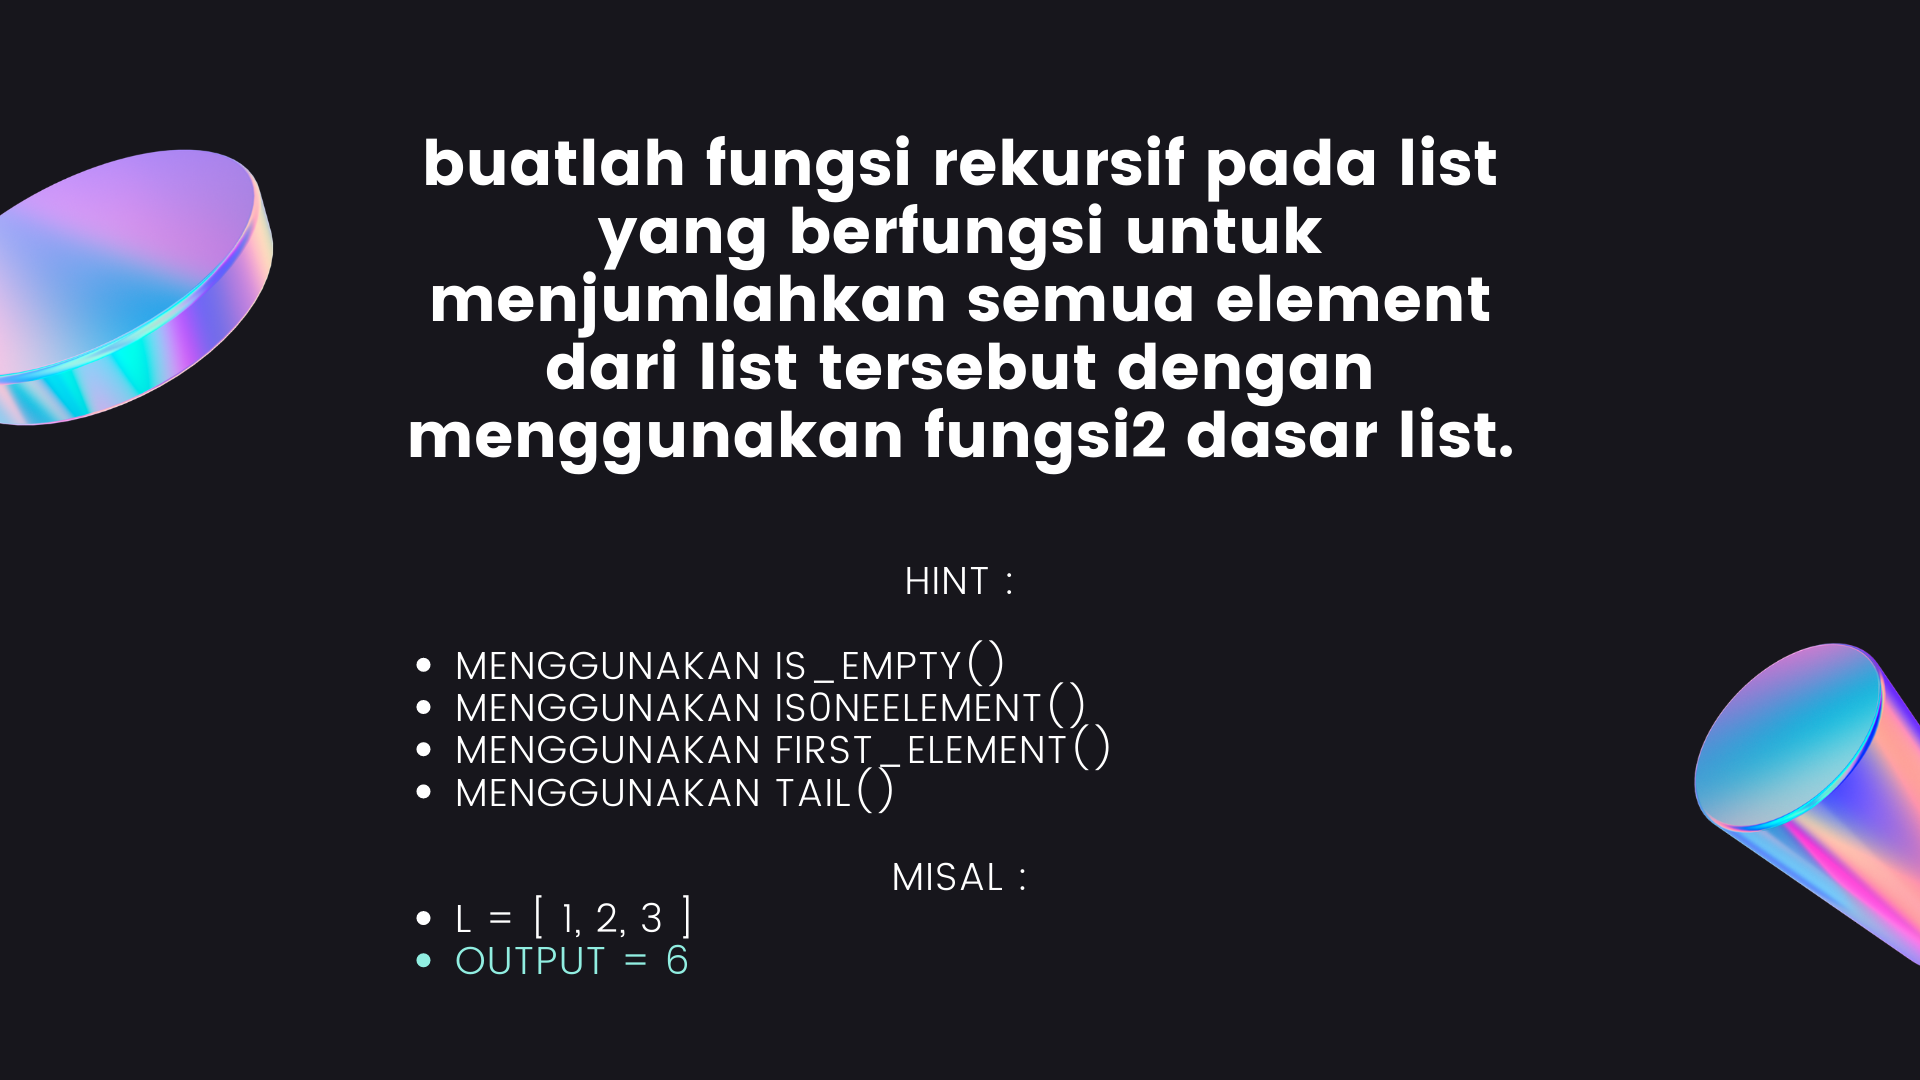 buatlah fungsi rekursif pada list
yang berfungsi untuk
menjumlahkan semua element
dari list tersebut dengan
menggunakan fungsi2 dasar list.
HINT :
• MENGGUNAKAN IS_EMPTY()
• MENGGUNAKAN IS0NEELEMENT()
• MENGGUNAKAN FIRST_ELEMENT()
• MENGGUNAKAN TAIL()
MISAL :
• L = [ 1, 2, 3 ]
• OUTPUT = 6